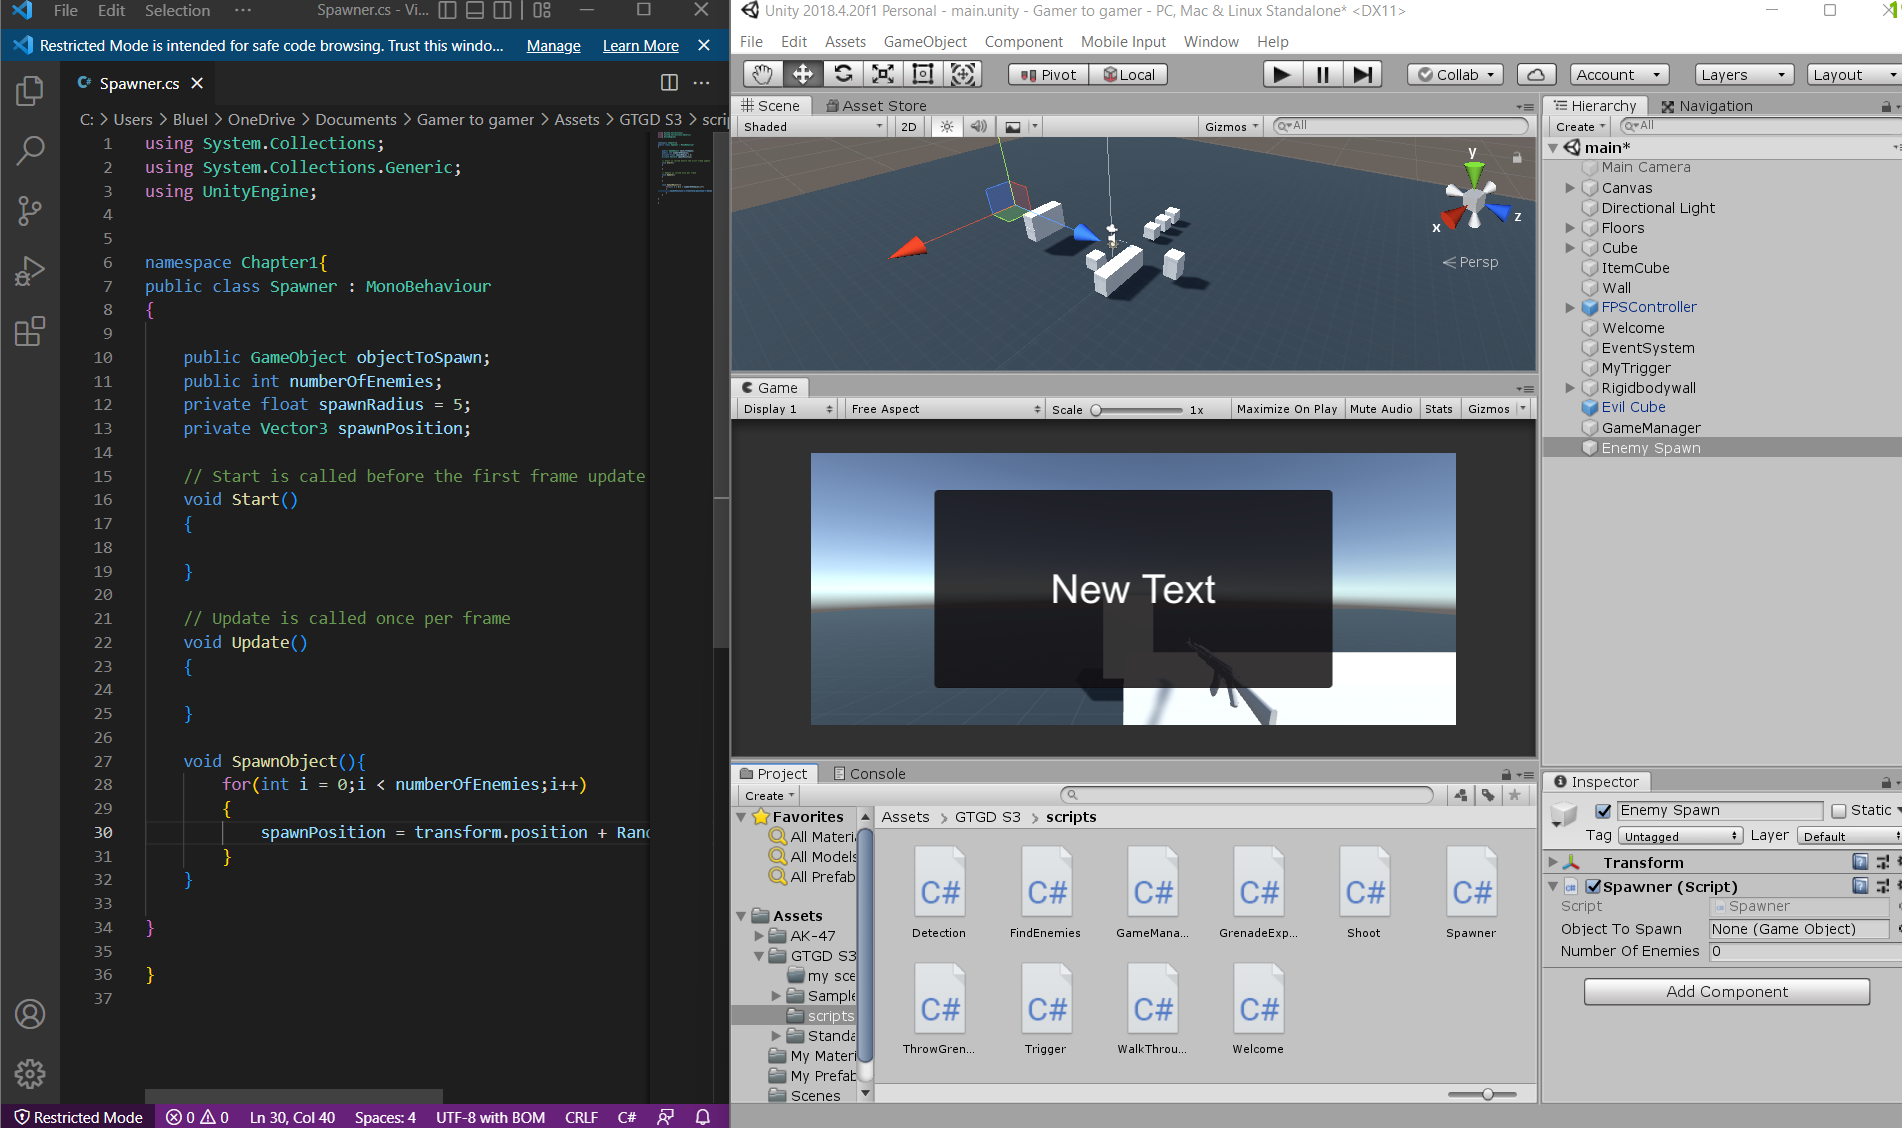 File Edit Selection ··· Spawner.cs - Vi...
Restricted Mode is intended for safe code browsing. Trust this windo... Manage Learn More
Spawner.cs
C: > Users > Bluel > OneDrive > Documents > Gamer to gamer > Assets > GTGD S3 > scri
1 using System.Collections;
2 using System.Collections.Generic;
3 using UnityEngine;
4
5
6 namespace Chapter1{
7 public class Spawner : MonoBehaviour
8 {
9
10 public GameObject objectToSpawn;
11 public int numberOfEnemies;
12 private float spawnRadius = 5;
13 private Vector3 spawnPosition;
14
15 // Start is called before the first frame update
16 void Start()
17 {
18
19 }
20
21 // Update is called once per frame
22 void Update()
23 {
24
25 }
26
27 void SpawnObject(){
28 for(int i = 0;i < numberOfEnemies;i++)
29 {
30 spawnPosition = transform.position + Rand
31 }
32 }
33
34 }
35
36 }
37
Restricted Mode 0 0 Ln 30, Col 40 Spaces: 4 UTF-8 with BOM CRLF C#
Unity 2018.4.20f1 Personal - main.unity - Gamer to gamer - PC, Mac & Linux Standalone* <DX11>
File Edit Assets GameObject Component Mobile Input Window Help
Pivot Local Collab Account Layers Layout
Scene Asset Store
Shaded 2D Gizmos All
y
x
z
Persp
Game
Display 1 Free Aspect Scale 1x Maximize On Play Mute Audio Stats Gizmos
New Text
Project Console
Create
Favorites
All Materi
All Models
All Prefab
Assets
AK-47
GTGD S3
my sce
Sample
scripts
Standa
My Materi
My Prefab
Scenes
Assets > GTGD S3 > scripts
C# C# C# C# C# C#
Detection FindEnemies GameMana... GrenadeExp... Shoot Spawner
C# C# C# C#
ThrowGren... Trigger WalkThrou... Welcome
Hierarchy Navigation
Create All
main*
Main Camera
Canvas
Directional Light
Floors
Cube
ItemCube
Wall
FPSController
Welcome
EventSystem
MyTrigger
Rigidbodywall
Evil Cube
GameManager
Enemy Spawn
Inspector
Enemy Spawn Static
Tag Untagged Layer Default
Transform
Spawner (Script)
Script Spawner
Object To Spawn None (Game Object)
Number Of Enemies 0
Add Component